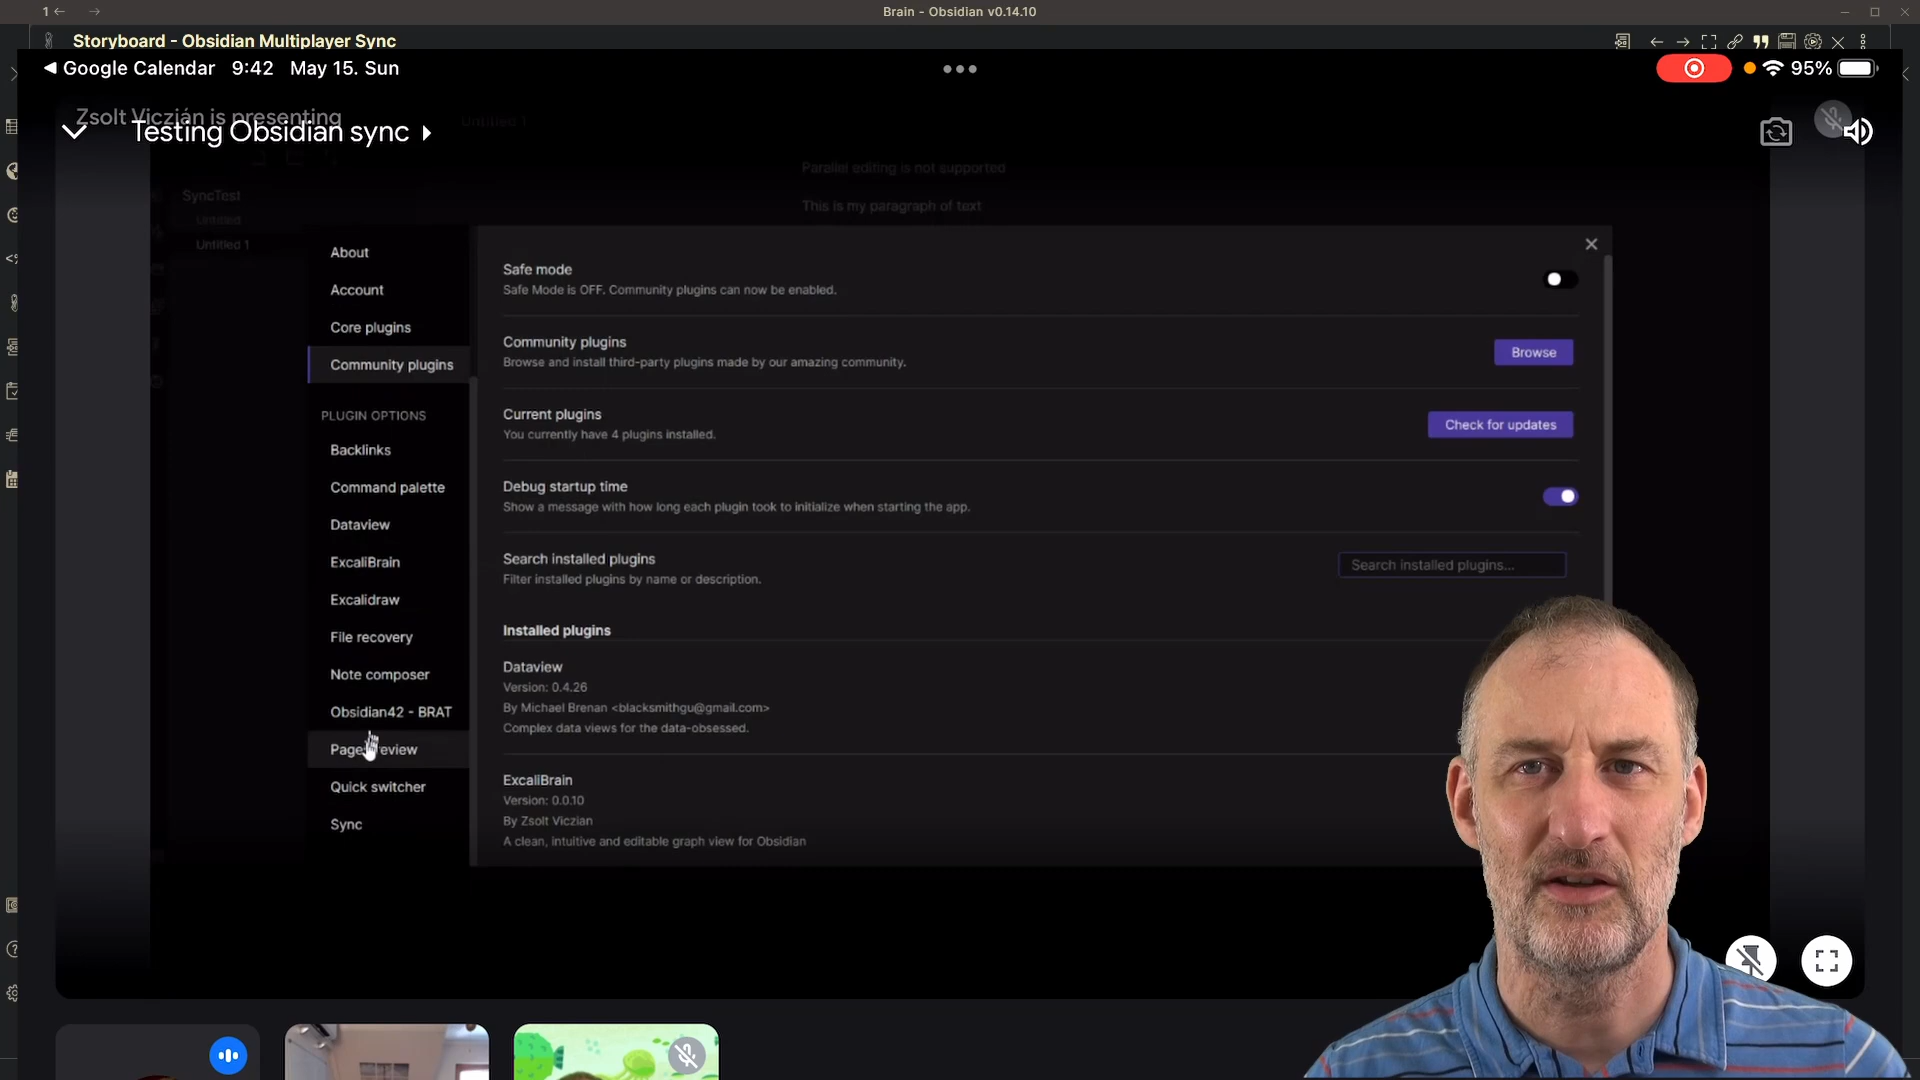 1
Brain - Obsidian v0.14.10
Storyboard - Obsidian Multiplayer Sync
Google Calendar 9:42 May 15. Sun
95%
Zsolt Viczián is presenting
Testing Obsidian sync
Untitled 1
Parallel editing is not supported
This is my paragraph of text
SyncTest
Untitled
Untitled 1
About
Account
Core plugins
Community plugins
PLUGIN OPTIONS
Backlinks
Command palette
Dataview
ExcaliBrain
Excalidraw
File recovery
Note composer
Obsidian42 - BRAT
Quick switcher
Sync
Safe mode
Safe Mode is OFF. Community plugins can now be enabled.
Community plugins
Browse and install third-party plugins made by our amazing community.
Browse
Current plugins
You currently have 4 plugins installed.
Check for updates
Debug startup time
Show a message with how long each plugin took to initialize when starting the app.
Search installed plugins
Filter installed plugins by name or description.
Search installed plugins...
Installed plugins
Dataview
Version: 0.4.26
By Michael Brenan <blacksmithgu@gmail.com>
Complex data views for the data-obsessed.
ExcaliBrain
Version: 0.0.10
By Zsolt Viczian
A clean, intuitive and editable graph view for Obsidian